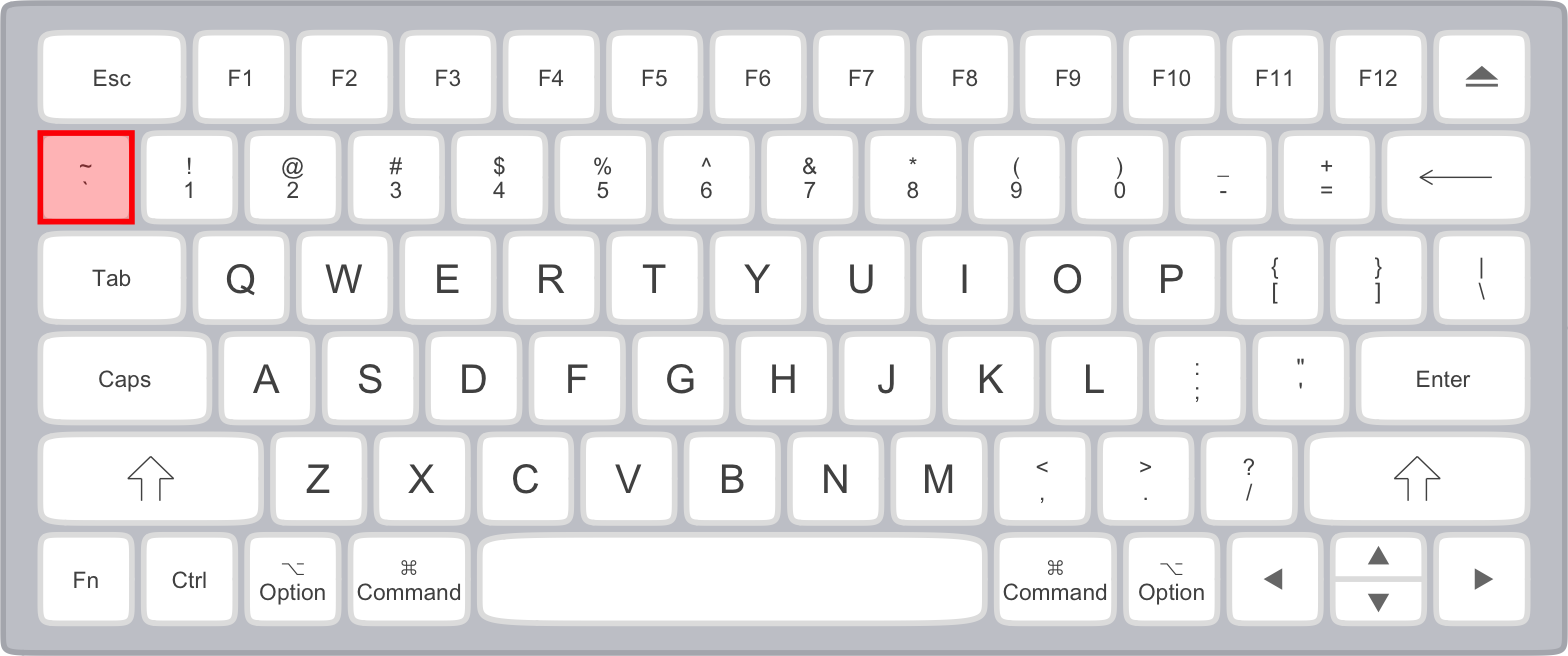 Esc F1 F2 F3 F4 F5 F6 F7 F8 F9 F10 F11 F12
~ ! @ # $ % ^ & * ( ) _ +
` 1 2 3 4 5 6 7 8 9 0 - =
Tab Q W E R T Y U I O P { } |
[ ] \
Caps A S D F G H J K L : " Enter
; '
Z X C V B N M < > ?
, . /
Fn Ctrl ⌥ ⌘ ⌘ ⌥
Option Command Command Option